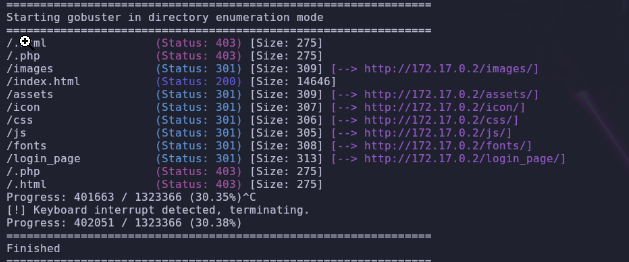 ===============================================================
Starting gobuster in directory enumeration mode
===============================================================
/. ml (Status: 403) [Size: 275]
/.php (Status: 403) [Size: 275]
/images (Status: 301) [Size: 309] [--> http://172.17.0.2/images/]
/index.html (Status: 200) [Size: 14646]
/assets (Status: 301) [Size: 309] [--> http://172.17.0.2/assets/]
/icon (Status: 301) [Size: 307] [--> http://172.17.0.2/icon/]
/css (Status: 301) [Size: 306] [--> http://172.17.0.2/css/]
/js (Status: 301) [Size: 305] [--> http://172.17.0.2/js/]
/fonts (Status: 301) [Size: 308] [--> http://172.17.0.2/fonts/]
/login_page (Status: 301) [Size: 313] [--> http://172.17.0.2/login_page/]
/.php (Status: 403) [Size: 275]
/.html (Status: 403) [Size: 275]
Progress: 401663 / 1323366 (30.35%)^C
[!] Keyboard interrupt detected, terminating.
Progress: 402051 / 1323366 (30.38%)
===============================================================
Finished
===============================================================